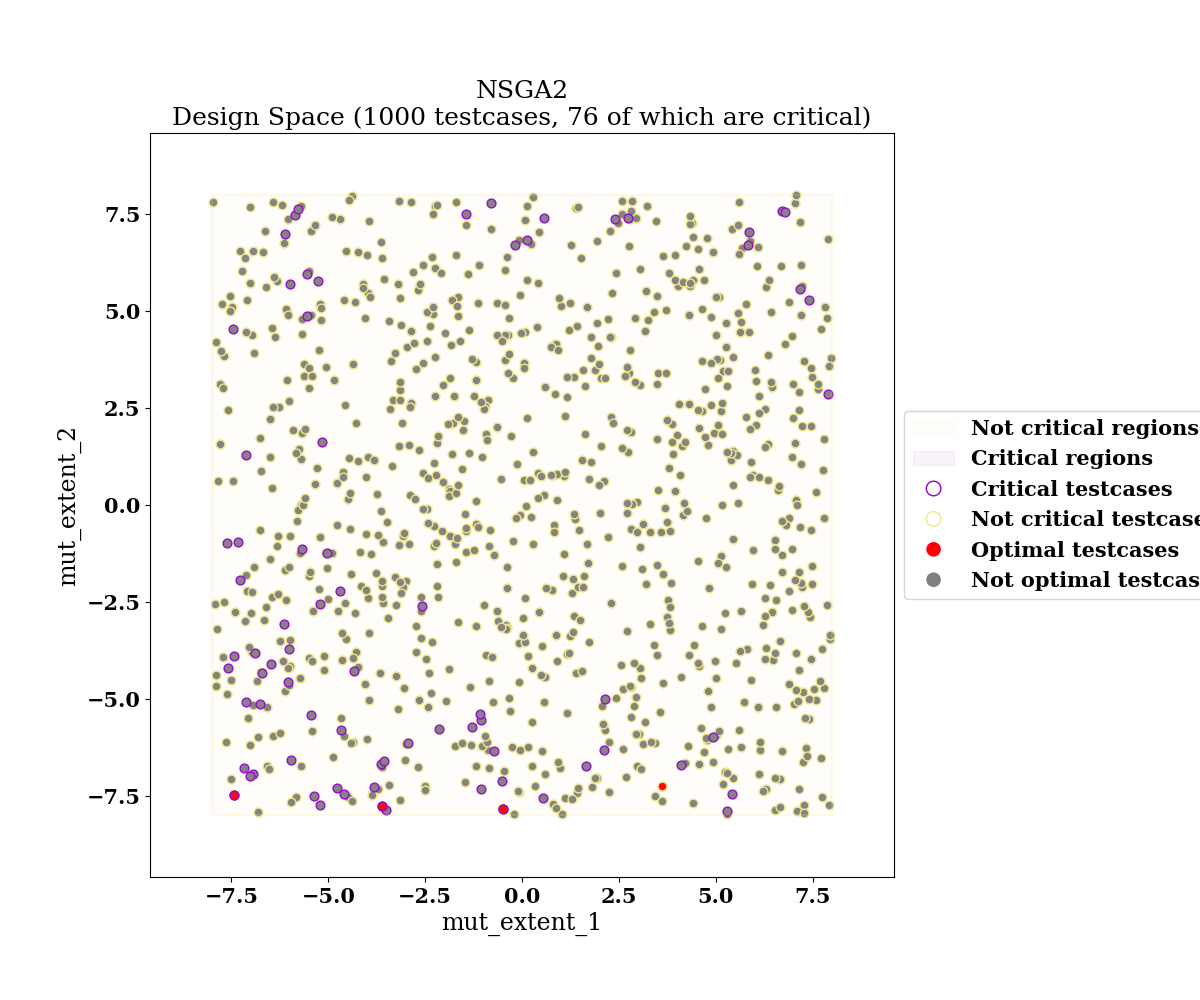 NSGA2
Design Space (1000 testcases, 76 of which are critical)
7.5
5.0
2.5
0.0
−2.5
−5.0
−7.5
mut_extent_2
−7.5
−5.0
−2.5
0.0
2.5
5.0
7.5
mut_extent_1
Not critical regions
Critical regions
Critical testcases
Not critical testcase
Optimal testcases
Not optimal testcas